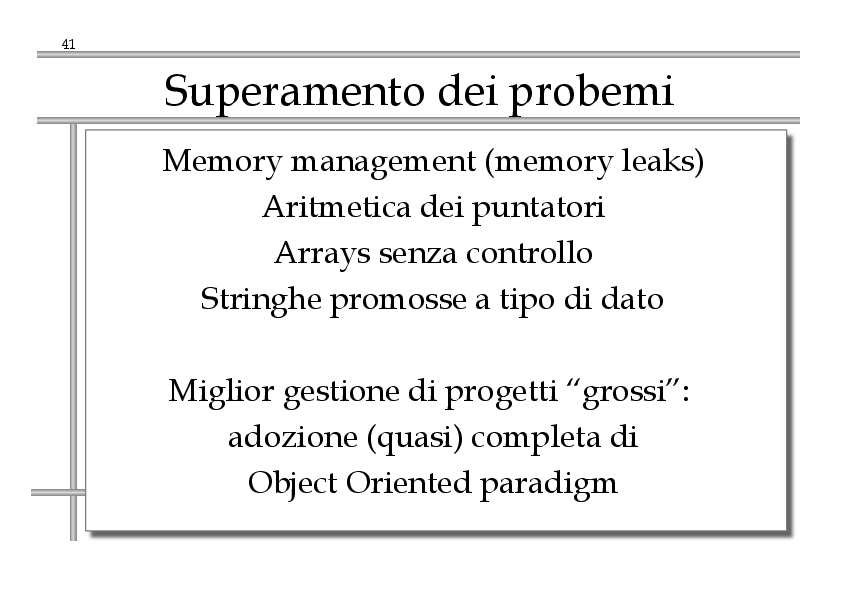 41
Superamento dei probemi
Memory management (memory leaks)
Aritmetica dei puntatori
Arrays senza controllo
Stringhe promosse a tipo di dato
Miglior gestione di progetti “grossi”:
adozione (quasi) completa di
Object Oriented paradigm